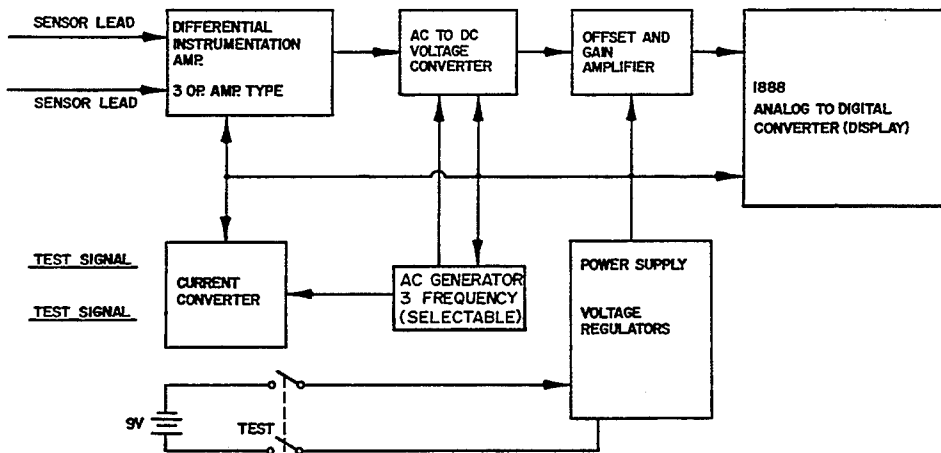 SENSOR LEAD
SENSOR LEAD
DIFFERENTIAL
INSTRUMENTATION
AMP.
3 OP. AMP. TYPE
AC TO DC
VOLTAGE
CONVERTER
OFFSET AND
GAIN
AMPLIFIER
1888
ANALOG TO DIGITAL
CONVERTER (DISPLAY)
TEST SIGNAL
TEST SIGNAL
CURRENT
CONVERTER
AC GENERATOR
3 FREQUENCY
(SELECTABLE)
POWER SUPPLY
VOLTAGE
REGULATORS
9V
TEST